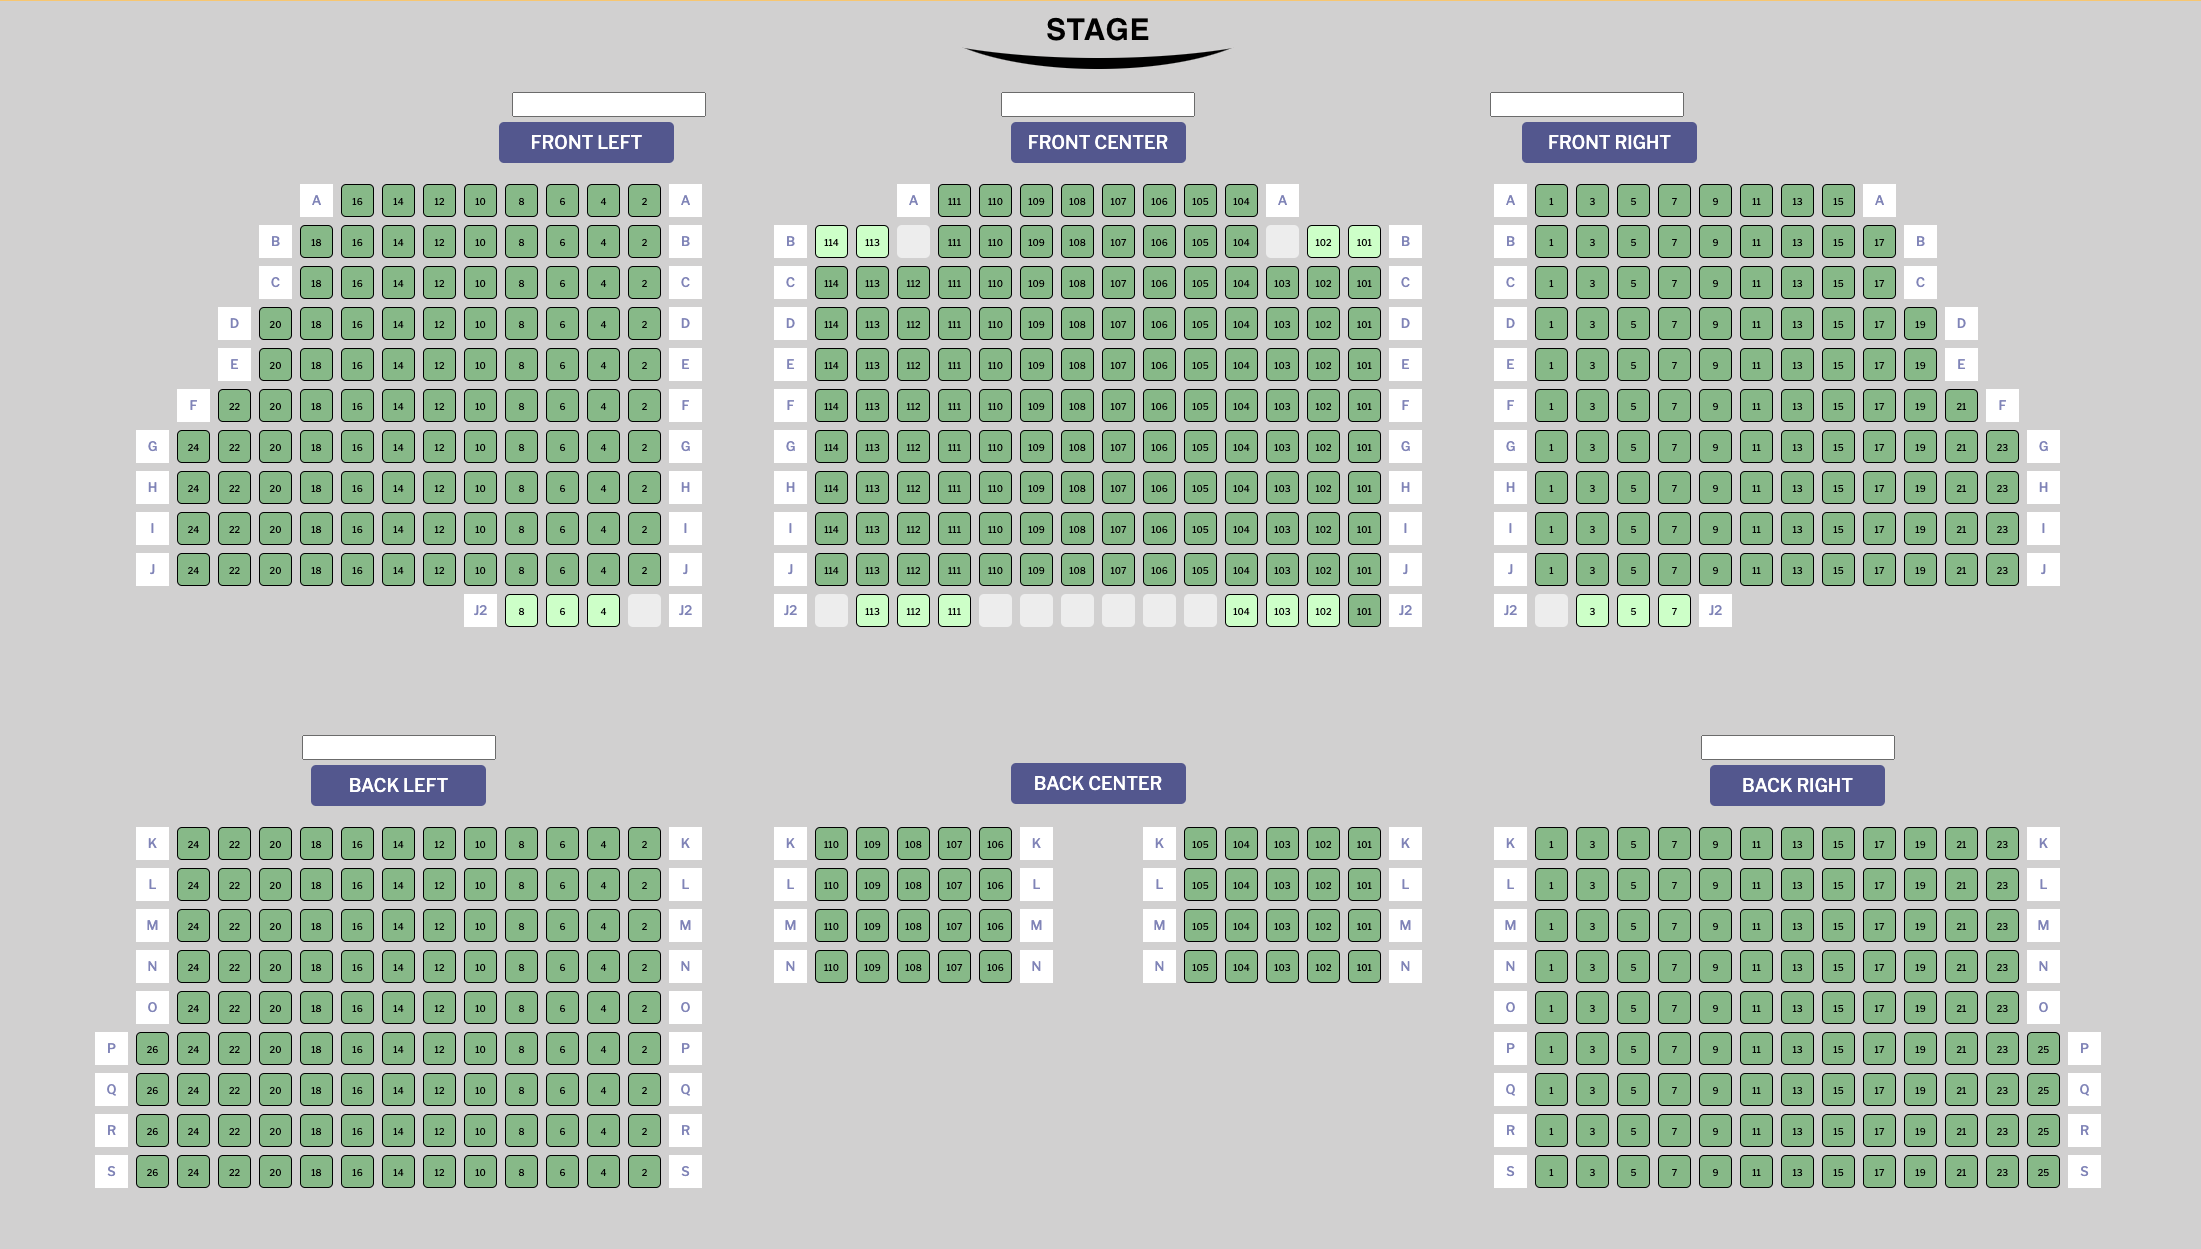 STAGE
FRONT LEFT FRONT CENTER FRONT RIGHT
A 16 14 12 10 8 6 4 2 A A 111 110 109 108 107 106 105 104 A A 1 3 5 7 9 11 13 15 A
B 18 16 14 12 10 8 6 4 2 B B 114 113 111 110 109 108 107 106 105 104 102 101 B B 1 3 5 7 9 11 13 15 17 B
C 18 16 14 12 10 8 6 4 2 C C 114 113 112 111 110 109 108 107 106 105 104 103 102 101 C C 1 3 5 7 9 11 13 15 17 C
D 20 18 16 14 12 10 8 6 4 2 D D 114 113 112 111 110 109 108 107 106 105 104 103 102 101 D D 1 3 5 7 9 11 13 15 17 19 D
E 20 18 16 14 12 10 8 6 4 2 E E 114 113 112 111 110 109 108 107 106 105 104 103 102 101 E E 1 3 5 7 9 11 13 15 17 19 E
F 22 20 18 16 14 12 10 8 6 4 2 F F 114 113 112 111 110 109 108 107 106 105 104 103 102 101 F F 1 3 5 7 9 11 13 15 17 19 21 F
G 24 22 20 18 16 14 12 10 8 6 4 2 G G 114 113 112 111 110 109 108 107 106 105 104 103 102 101 G G 1 3 5 7 9 11 13 15 17 19 21 23 G
H 24 22 20 18 16 14 12 10 8 6 4 2 H H 114 113 112 111 110 109 108 107 106 105 104 103 102 101 H H 1 3 5 7 9 11 13 15 17 19 21 23 H
I 24 22 20 18 16 14 12 10 8 6 4 2 I I 114 113 112 111 110 109 108 107 106 105 104 103 102 101 I I 1 3 5 7 9 11 13 15 17 19 21 23 I
J 24 22 20 18 16 14 12 10 8 6 4 2 J J 114 113 112 111 110 109 108 107 106 105 104 103 102 101 J J 1 3 5 7 9 11 13 15 17 19 21 23 J
J2 8 6 4 J2 J2 113 112 111 104 103 102 101 J2 J2 3 5 7 J2
BACK LEFT BACK CENTER BACK RIGHT
K 24 22 20 18 16 14 12 10 8 6 4 2 K K 110 109 108 107 106 K K 105 104 103 102 101 K K 1 3 5 7 9 11 13 15 17 19 21 23 K
L 24 22 20 18 16 14 12 10 8 6 4 2 L L 110 109 108 107 106 L L 105 104 103 102 101 L L 1 3 5 7 9 11 13 15 17 19 21 23 L
M 24 22 20 18 16 14 12 10 8 6 4 2 M M 110 109 108 107 106 M M 105 104 103 102 101 M M 1 3 5 7 9 11 13 15 17 19 21 23 M
N 24 22 20 18 16 14 12 10 8 6 4 2 N N 110 109 108 107 106 N N 105 104 103 102 101 N N 1 3 5 7 9 11 13 15 17 19 21 23 N
O 24 22 20 18 16 14 12 10 8 6 4 2 O O 1 3 5 7 9 11 13 15 17 19 21 23 O
P 26 24 22 20 18 16 14 12 10 8 6 4 2 P P 1 3 5 7 9 11 13 15 17 19 21 23 25 P
Q 26 24 22 20 18 16 14 12 10 8 6 4 2 Q Q 1 3 5 7 9 11 13 15 17 19 21 23 25 Q
R 26 24 22 20 18 16 14 12 10 8 6 4 2 R R 1 3 5 7 9 11 13 15 17 19 21 23 25 R
S 26 24 22 20 18 16 14 12 10 8 6 4 2 S S 1 3 5 7 9 11 13 15 17 19 21 23 25 S